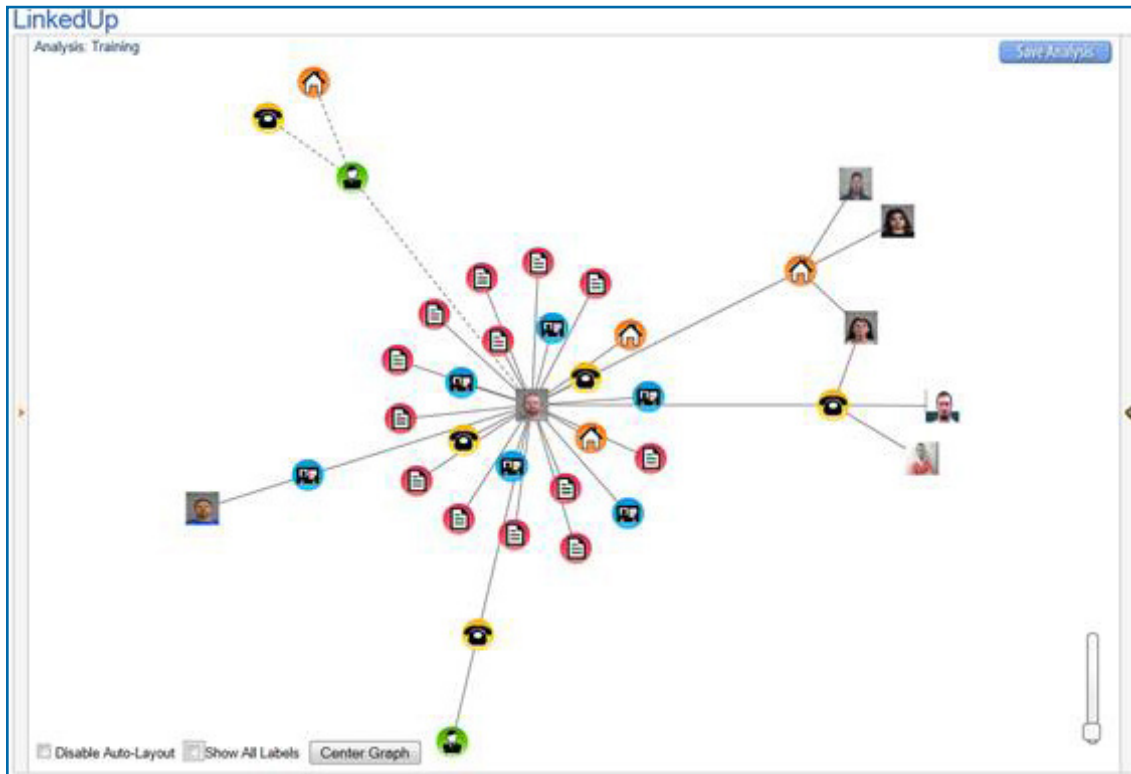 LinkedUp
Analysis: Training
Save Analysis
Disable Auto-Layout
Show All Labels
Center Graph